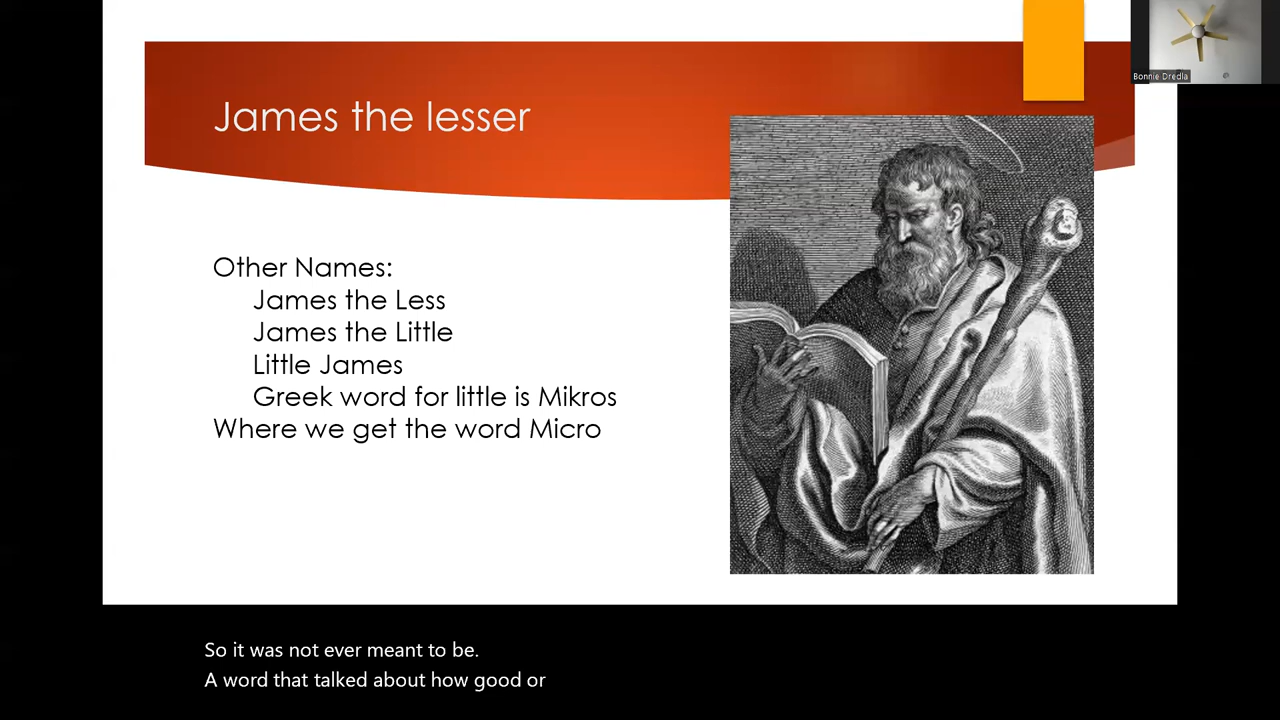 Bonnie Dredla
James the lesser
Other Names:
James the Less
James the Little
Little James
Greek word for little is Mikros
Where we get the word Micro
So it was not ever meant to be.
A word that talked about how good or